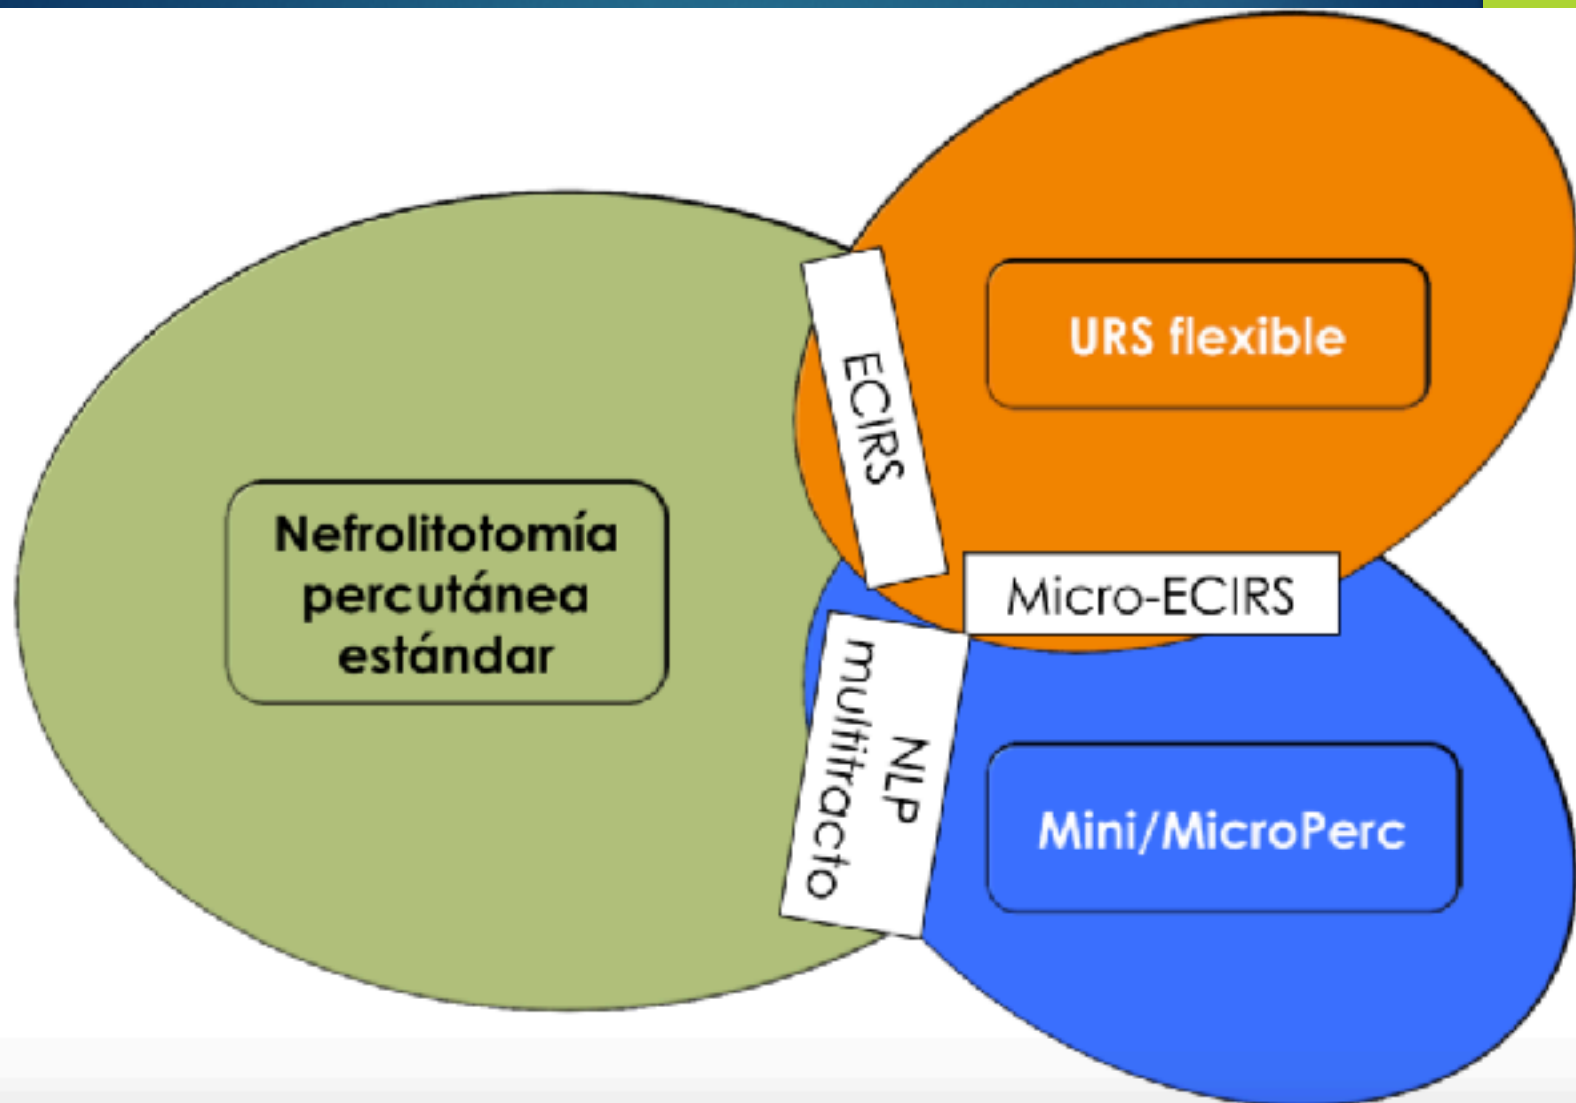 Nefrolitotomía
percutánea
estándar
ECIRS
URS flexible
Micro-ECIRS
NLP
multitracto
Mini/MicroPerc